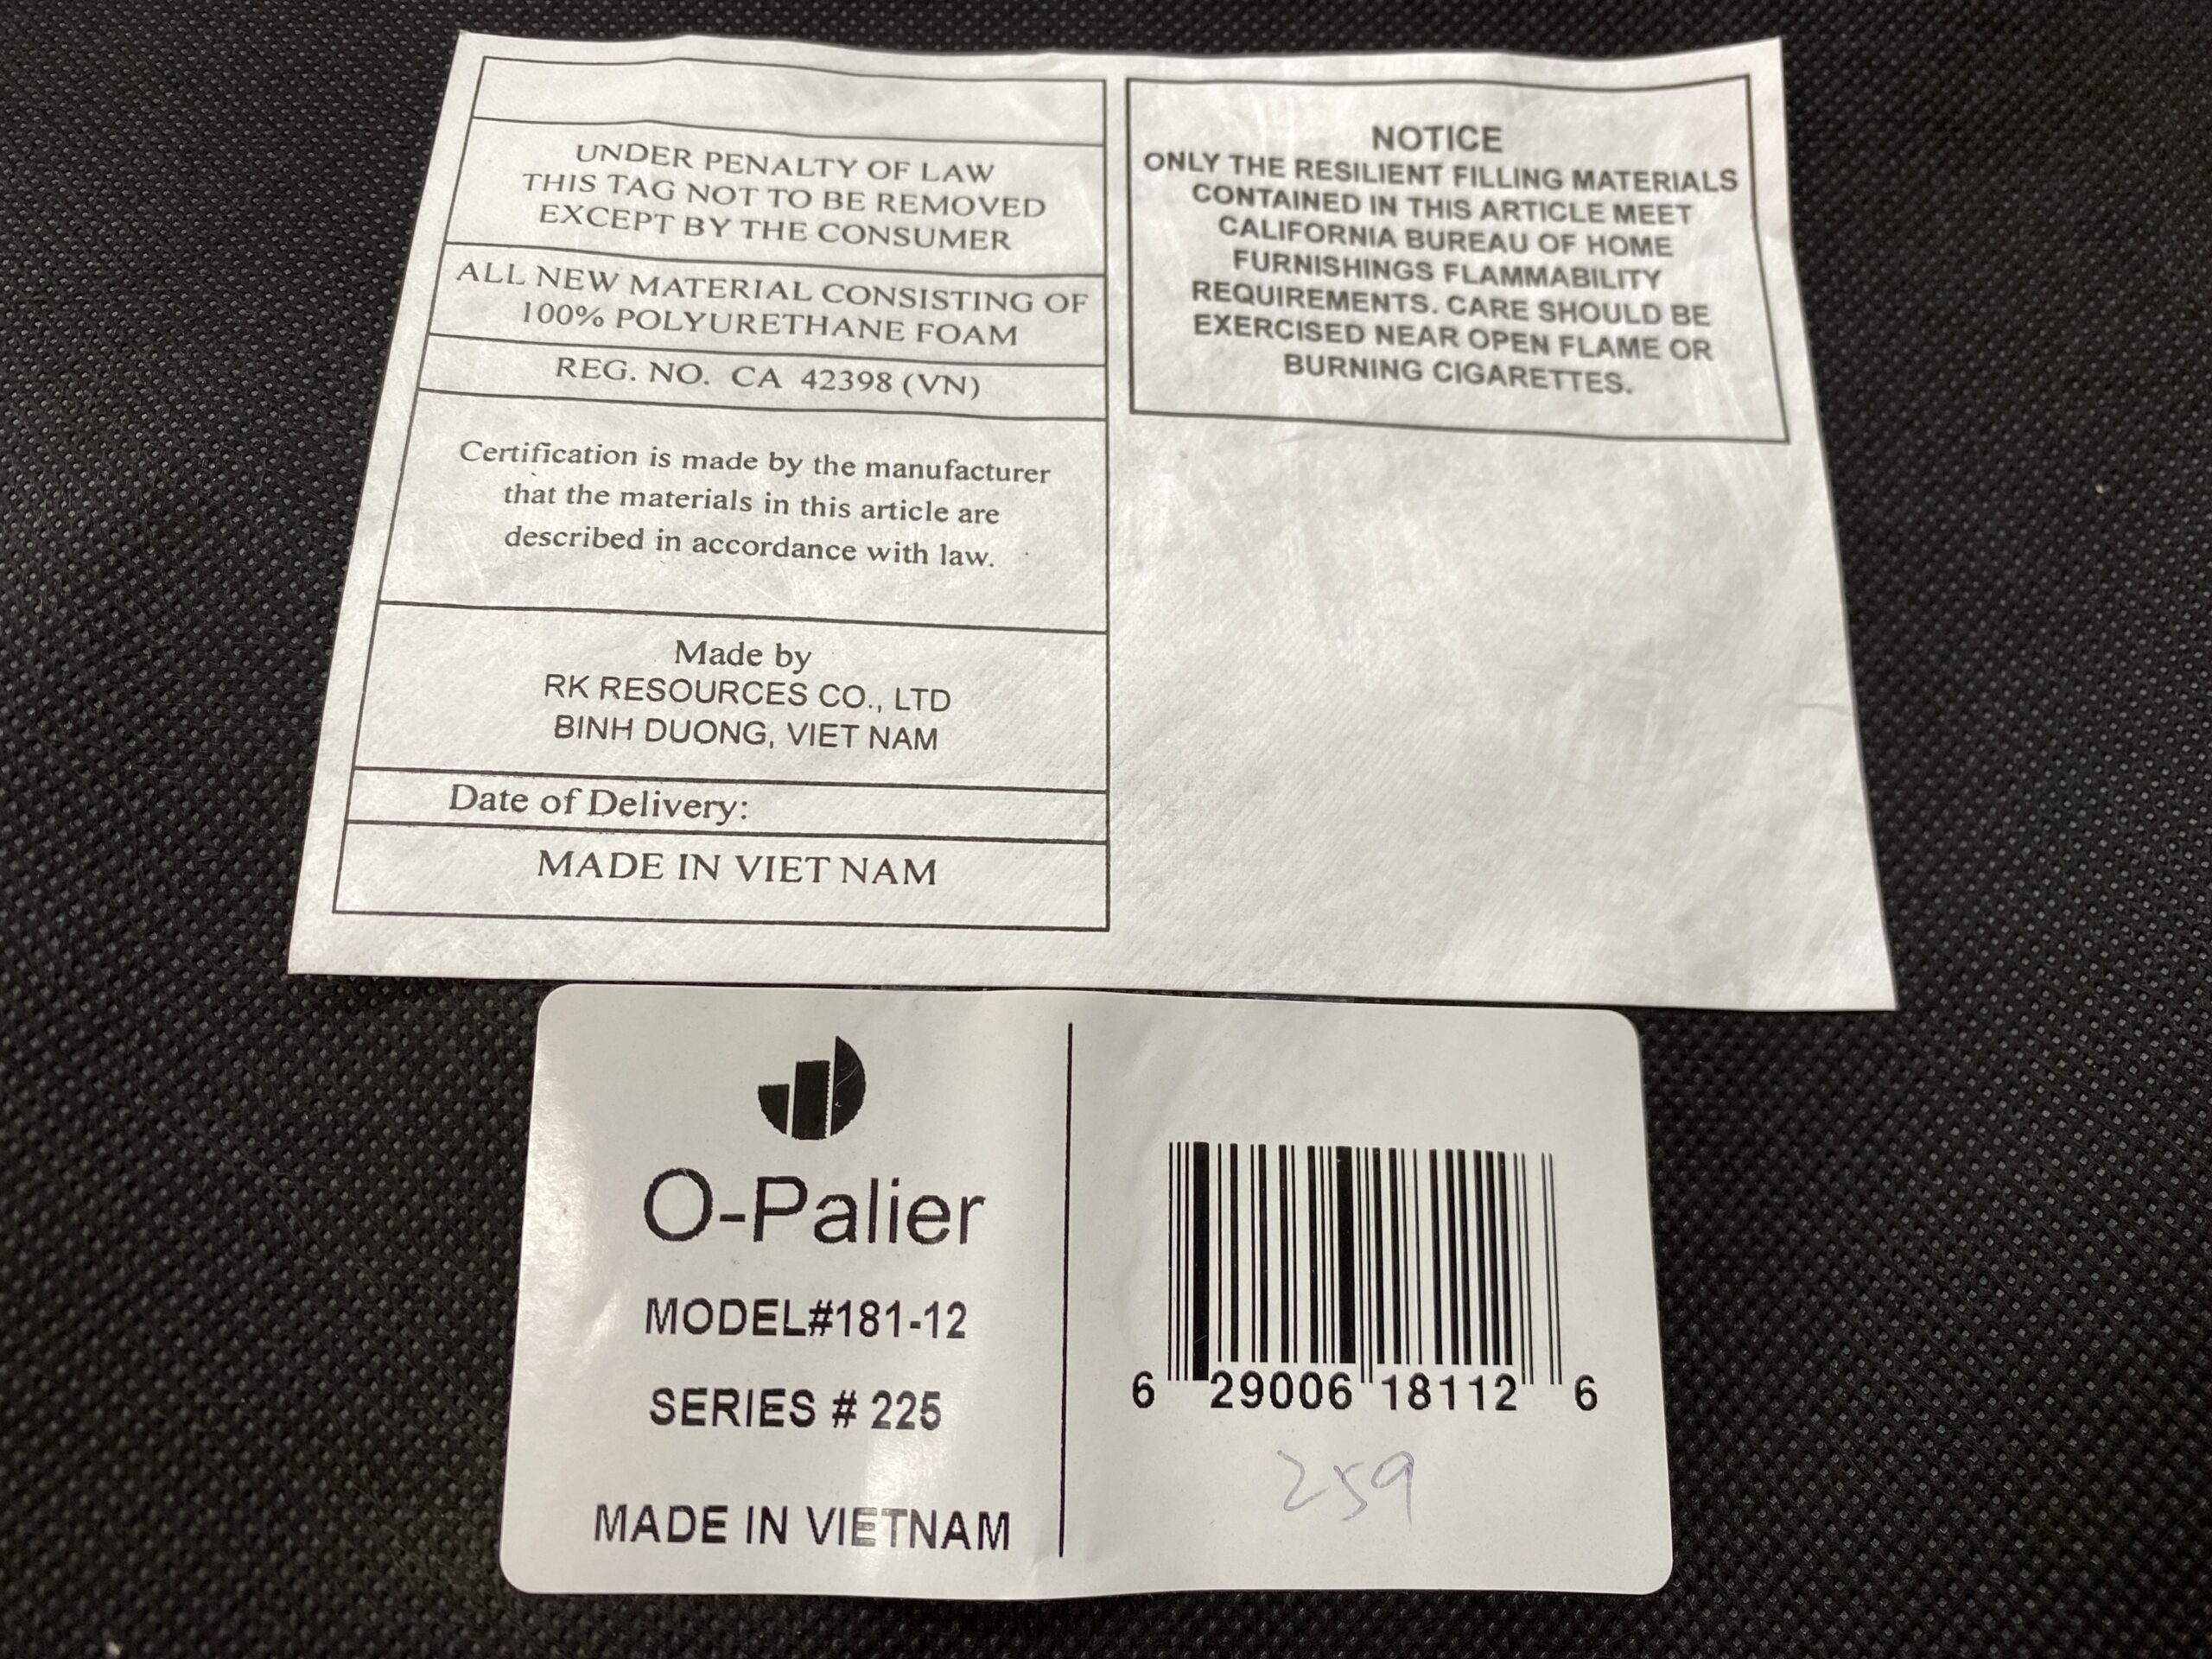 UNDER PENALTY OF LAW
THIS TAG NOT TO BE REMOVED
EXCEPT BY THE CONSUMER
ALL NEW MATERIAL CONSISTING OF
100% POLYURETHANE FOAM
REG. NO. CA 42398 (VN)
Certification is made by the manufacturer
that the materials in this article are
described in accordance with law.
Made by
RK RESOURCES CO., LTD
BINH DUONG, VIET NAM
Date of Delivery:
MADE IN VIET NAM
NOTICE
ONLY THE RESILIENT FILLING MATERIALS
CONTAINED IN THIS ARTICLE MEET
CALIFORNIA BUREAU OF HOME
FURNISHINGS FLAMMABILITY
REQUIREMENTS. CARE SHOULD BE
EXERCISED NEAR OPEN FLAME OR
BURNING CIGARETTES.
O-Palier
MODEL#181-12
SERIES # 225
MADE IN VIETNAM
6 29006 18112 6
259